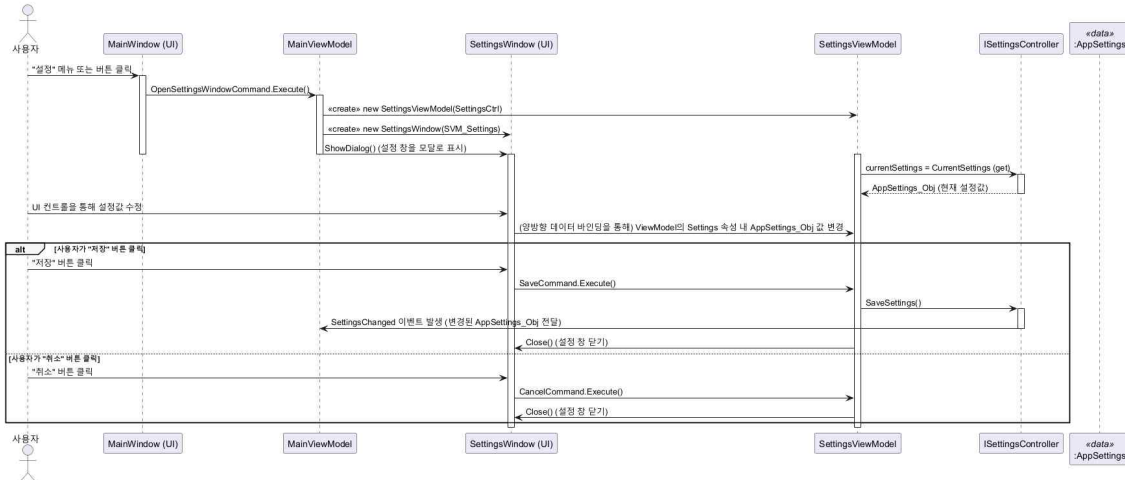 사용자
MainWindow (UI)
MainViewModel
SettingsWindow (UI)
SettingsViewModel
ISettingsController
«data»
:AppSettings
"설정" 메뉴 또는 버튼 클릭
OpenSettingsWindowCommand.Execute()
«create» new SettingsViewModel(SettingsCtrl)
«create» new SettingsWindow(SVM_Settings)
ShowDialog() (설정 창을 모달로 표시)
currentSettings = CurrentSettings (get)
AppSettings_Obj (현재 설정값)
UI 컨트롤을 통해 설정값 수정
(양방향 데이터 바인딩을 통해) ViewModel의 Settings 속성 내 AppSettings_Obj 값 변경
alt [사용자가 "저장" 버튼 클릭]
"저장" 버튼 클릭
SaveCommand.Execute()
SaveSettings()
SettingsChanged 이벤트 발생 (변경된 AppSettings_Obj 전달)
Close() (설정 창 닫기)
[사용자가 "취소" 버튼 클릭]
"취소" 버튼 클릭
CancelCommand.Execute()
Close() (설정 창 닫기)
사용자
MainWindow (UI)
MainViewModel
SettingsWindow (UI)
SettingsViewModel
ISettingsController
«data»
:AppSettings